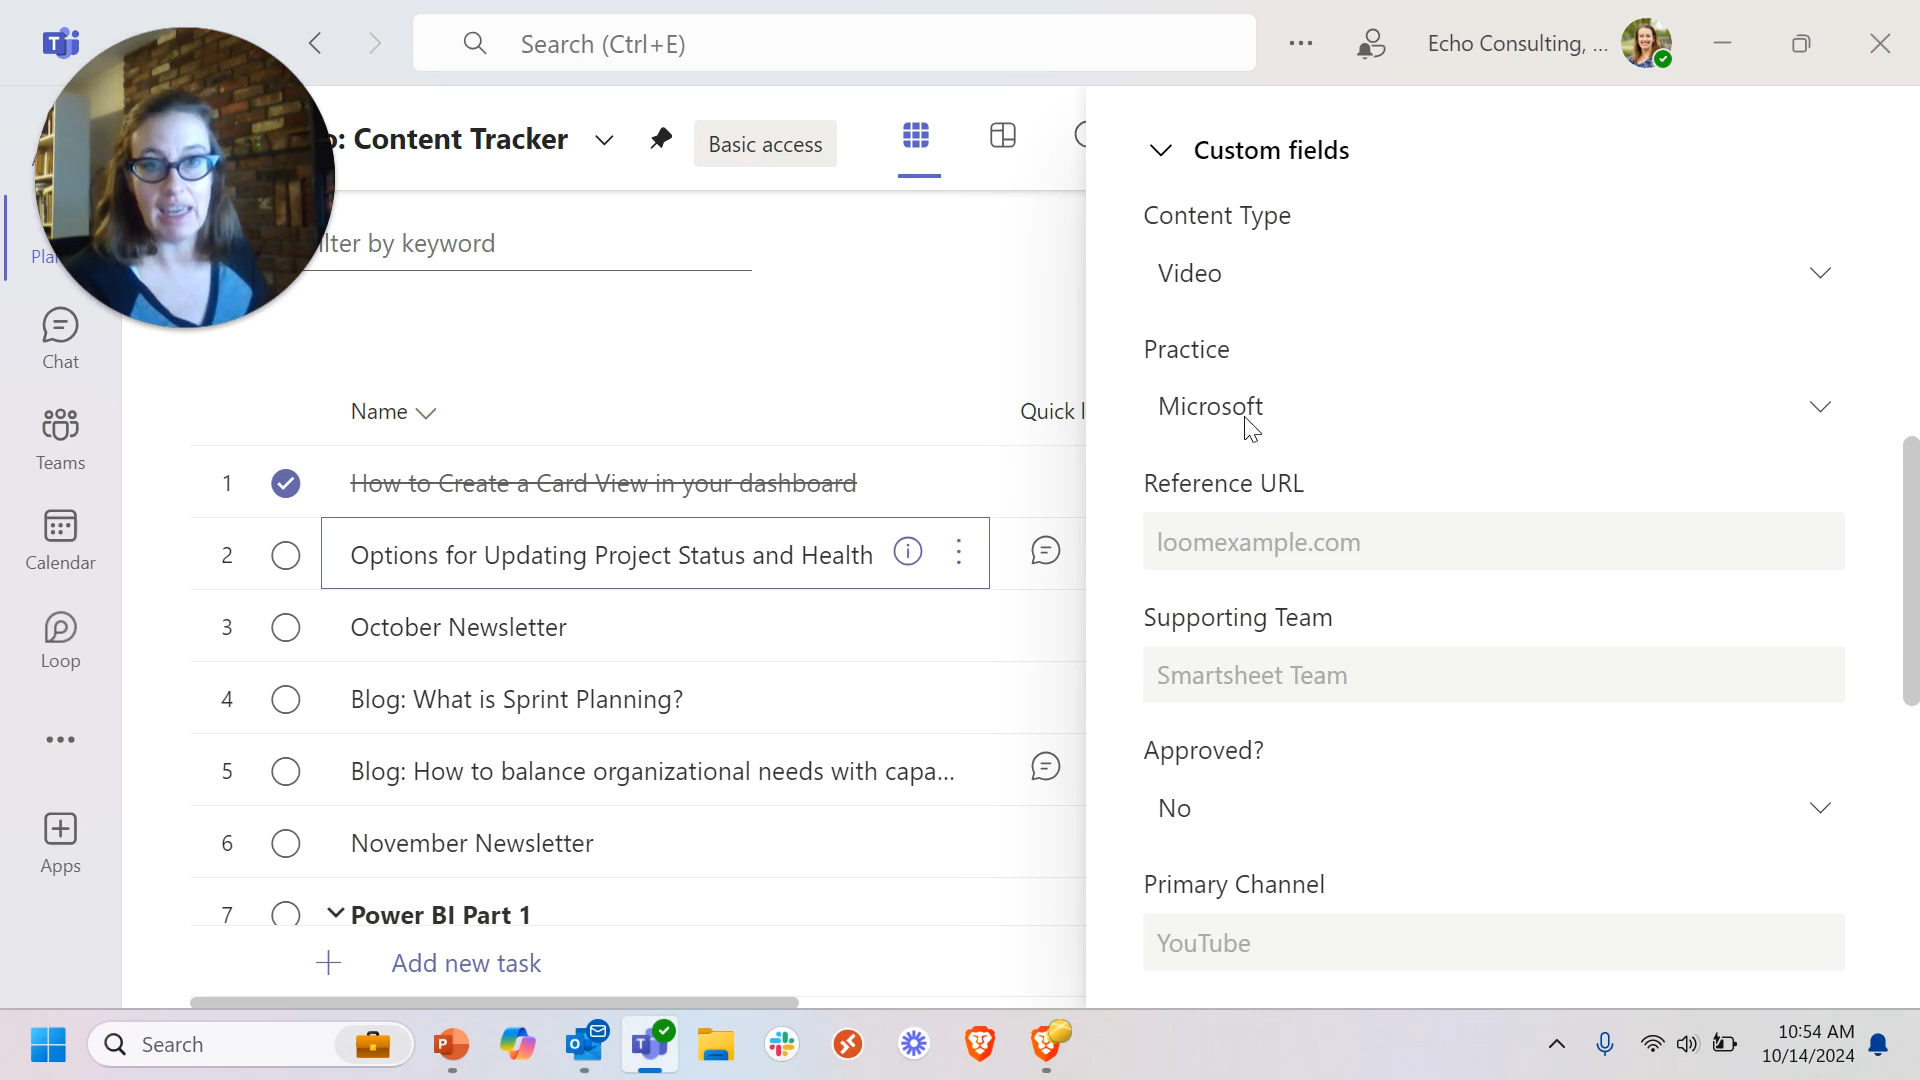 Search (Ctrl+E)
Echo Consulting, ...
o: Content Tracker
Basic access
ilter by keyword
Chat
Teams
Calendar
Loop
Apps
Name
Quick l
1 How to Create a Card View in your dashboard
2 Options for Updating Project Status and Health
3 October Newsletter
4 Blog: What is Sprint Planning?
5 Blog: How to balance organizational needs with capa...
6 November Newsletter
7 Power BI Part 1
Add new task
Custom fields
Content Type
Video
Practice
Microsoft
Reference URL
loomexample.com
Supporting Team
Smartsheet Team
Approved?
No
Primary Channel
YouTube
Search
10:54 AM
10/14/2024